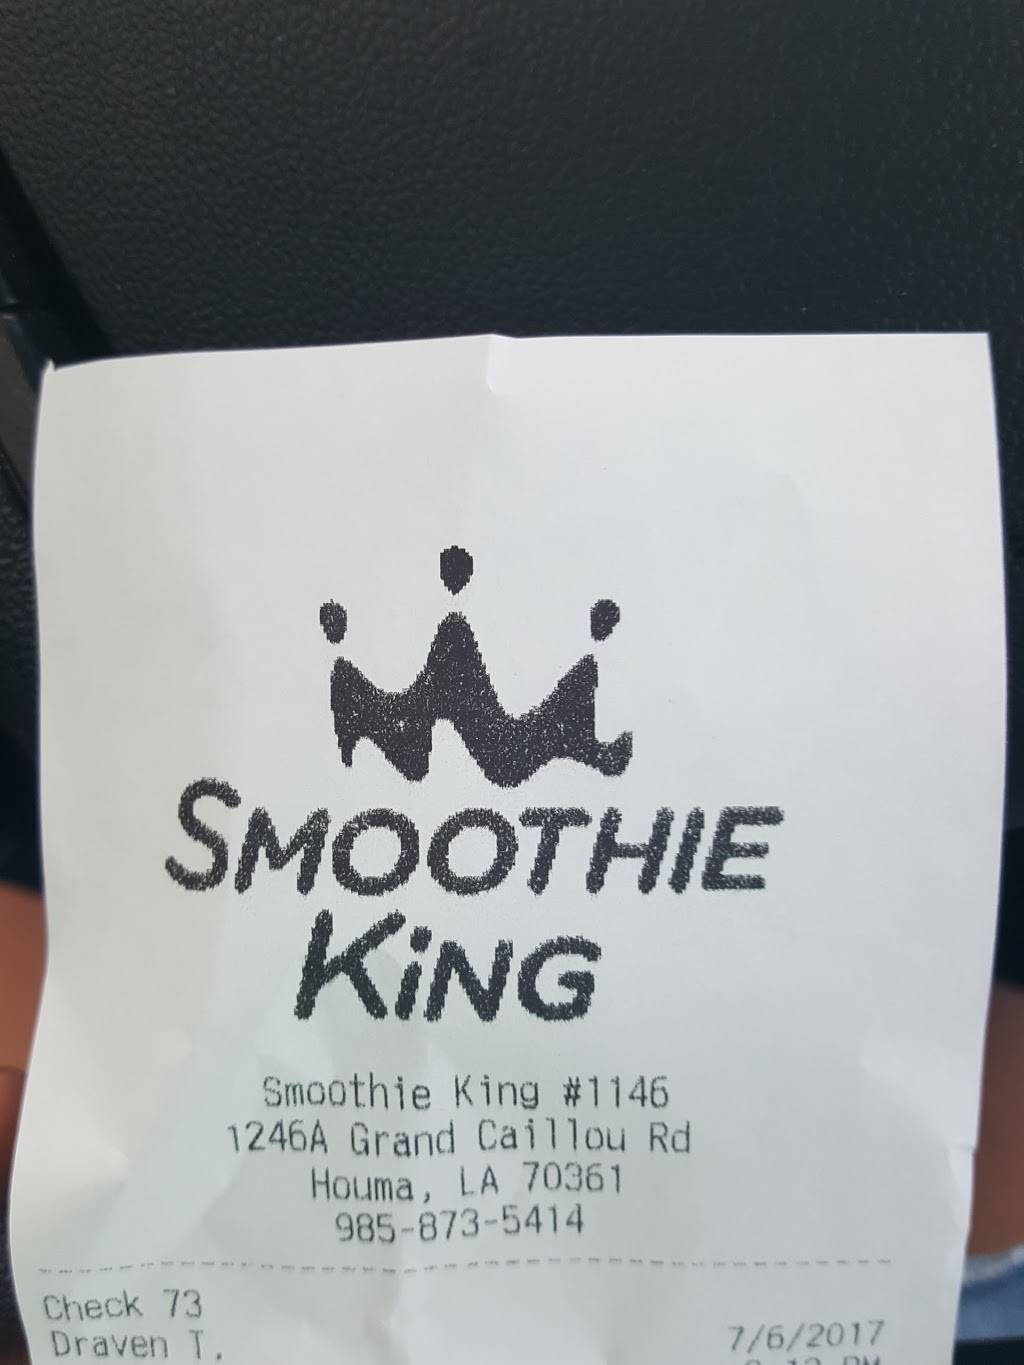 SMOOTHIE
KiNG
Smoothie King #1146
1246A Grand Caillou Rd
Houma, LA 70361
985-873-5414
Check 73
Draven T.
7/6/2017